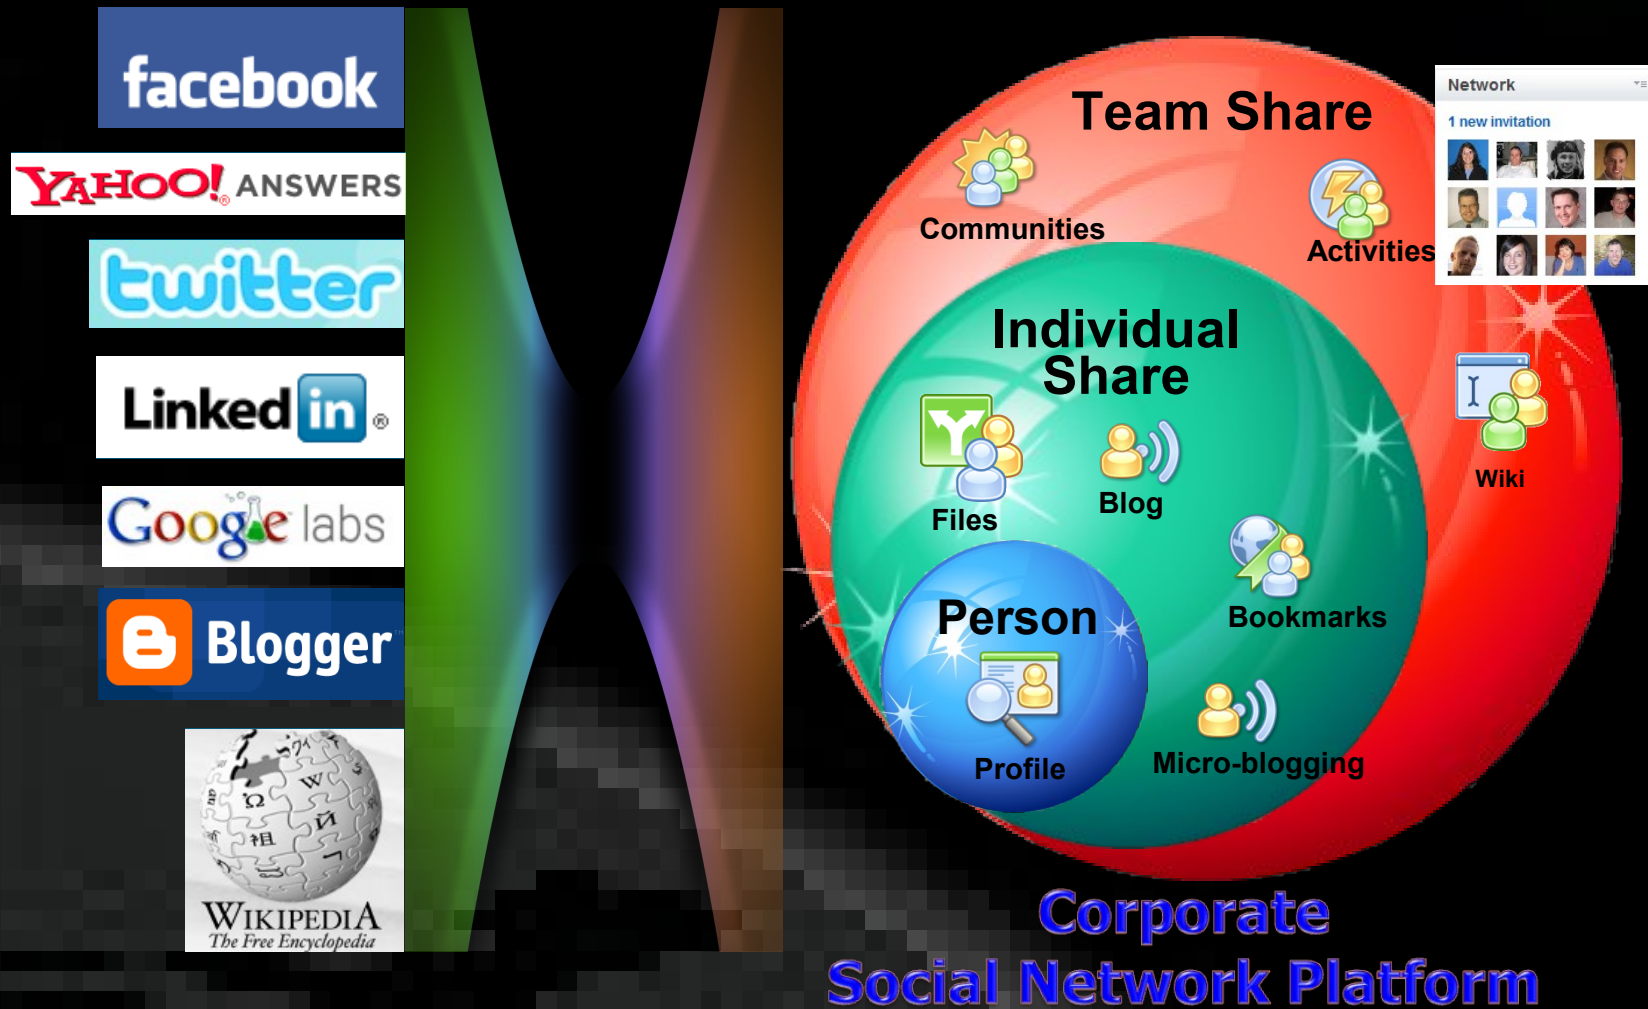 facebook
YAHOO!® ANSWERS
twitter
Linked in®
Google labs
Blogger™
WIKIPEDIA
The Free Encyclopedia
Team Share
Communities
Activities
Network
1 new invitation
Individual
Share
Files
Blog
Wiki
Bookmarks
Micro-blogging
Person
Profile
Corporate
Social Network Platform